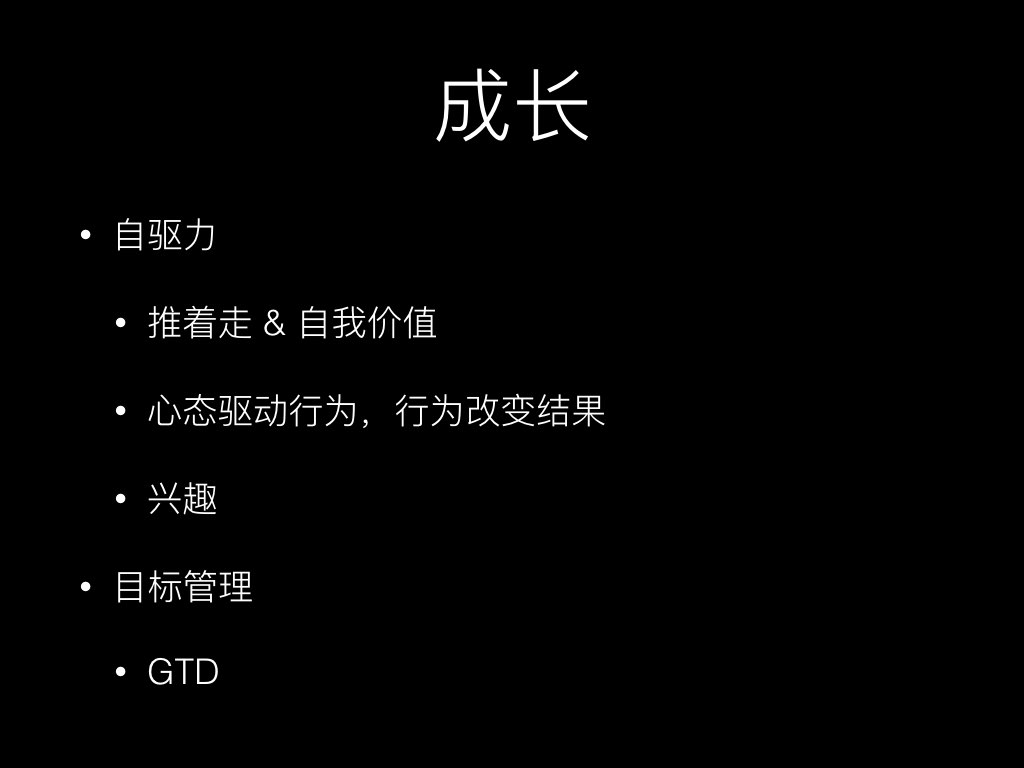 成长
• 自驱力
• 推着走 & 自我价值
• 心态驱动行为，行为改变结果
• 兴趣
• 目标管理
• GTD